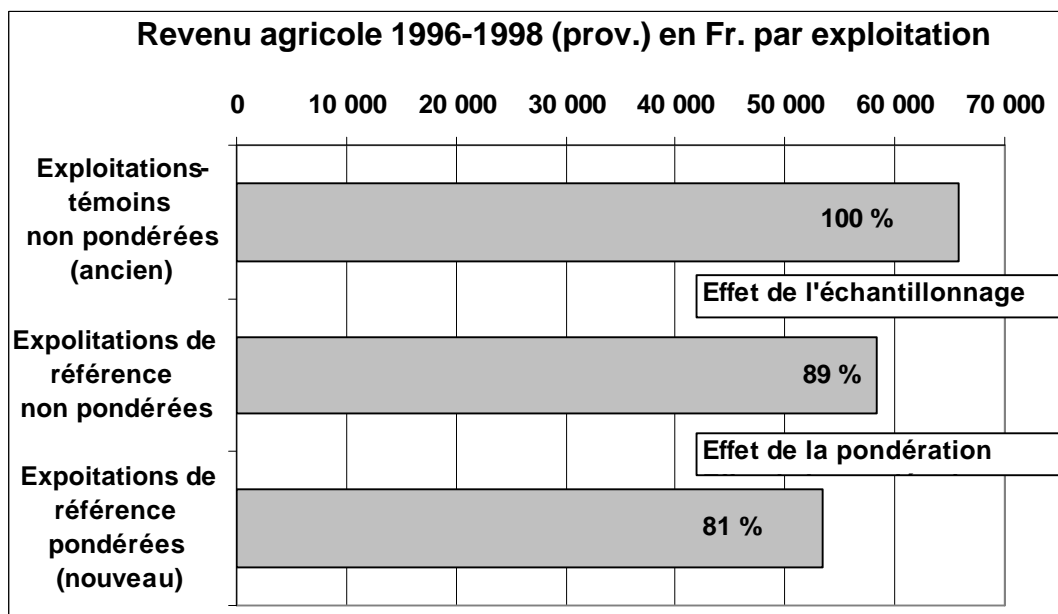 Revenu agricole 1996-1998 (prov.) en Fr. par exploitation
0 10 000 20 000 30 000 40 000 50 000 60 000 70 000
Exploitations-
témoins
non pondérées
(ancien)
100 %
Effet de l'échantillonnage
Expolitations de
référence
non pondérées
89 %
Effet de la pondération
Expoitations de
référence
pondérées
(nouveau)
81 %